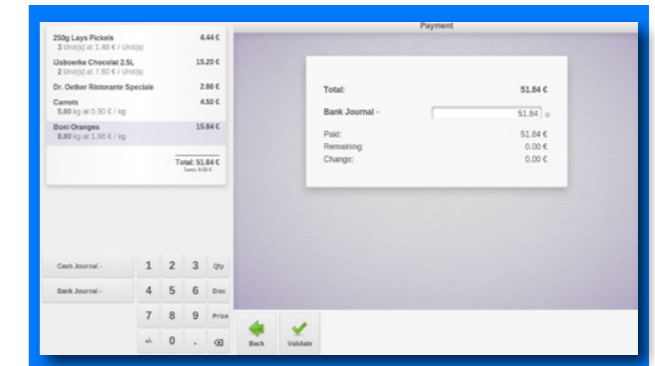 250g Lays Pickels 4.44 €
3 Unit(s) at 1.48 € / Unit(s)
IJsboerke Chocolat 2.5L 15.20 €
2 Unit(s) at 7.60 € / Unit(s)
Dr. Oetker Ristorante Speciale 2.86 €
Carrots 4.50 €
5.00 kg at 0.90 € / kg
Boni Oranges 15.84 €
8.00 kg at 1.98 € / kg
Total: 51.84 €
Taxes: 0.00 €
Payment
Total: 51.84 €
Bank Journal - 51.84
Paid: 51.84 €
Remaining: 0.00 €
Change: 0.00 €
Cash Journal - 1 2 3 Qty
Bank Journal - 4 5 6 Disc
7 8 9 Price
+/- 0 .
Back Validate